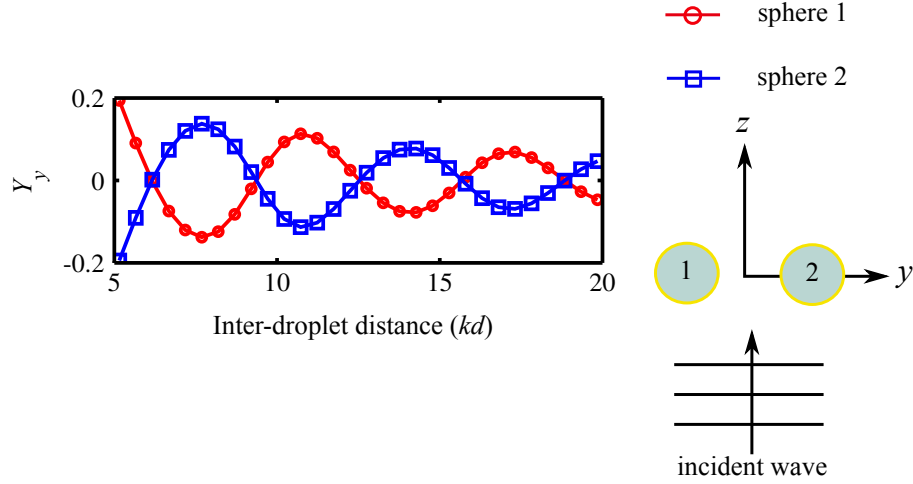 sphere 1
sphere 2
0.2
0
-0.2
Y_y
5
10
15
20
Inter-droplet distance (kd)
z
1
2
y
incident wave